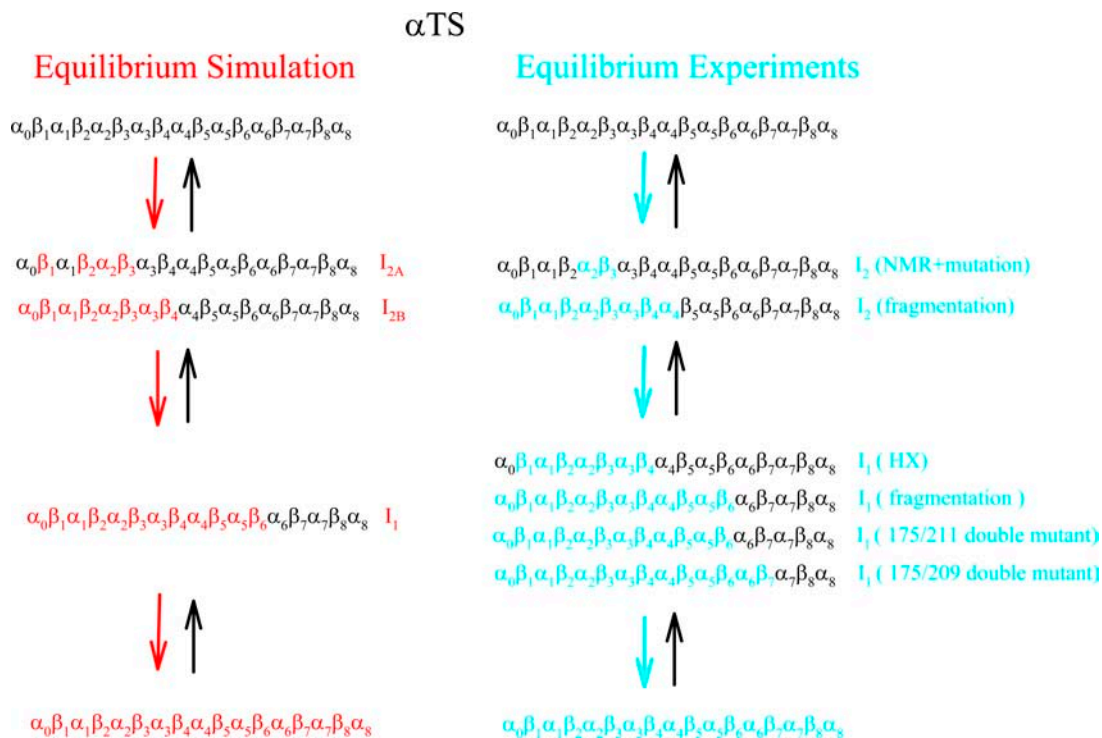 αTS
Equilibrium Simulation
Equilibrium Experiments
α₀β₁α₁β₂α₂β₃α₃β₄α₄β₅α₅β₆α₆β₇α₇β₈α₈
α₀β₁α₁β₂α₂β₃α₃β₄α₄β₅α₅β₆α₆β₇α₇β₈α₈
α₀β₁α₁β₂α₂β₃α₃β₄α₄β₅α₅β₆α₆β₇α₇β₈α₈ I₂A
α₀β₁α₁β₂α₂β₃α₃β₄α₄β₅α₅β₆α₆β₇α₇β₈α₈ I₂B
α₀β₁α₁β₂α₂β₃α₃β₄α₄β₅α₅β₆α₆β₇α₇β₈α₈ I₂ (NMR+mutation)
α₀β₁α₁β₂α₂β₃α₃β₄α₄β₅α₅β₆α₆β₇α₇β₈α₈ I₂ (fragmentation)
α₀β₁α₁β₂α₂β₃α₃β₄α₄β₅α₅β₆α₆β₇α₇β₈α₈ I₁
α₀β₁α₁β₂α₂β₃α₃β₄α₄β₅α₅β₆α₆β₇α₇β₈α₈ I₁ ( HX)
α₀β₁α₁β₂α₂β₃α₃β₄α₄β₅α₅β₆α₆β₇α₇β₈α₈ I₁ (fragmentation )
α₀β₁α₁β₂α₂β₃α₃β₄α₄β₅α₅β₆α₆β₇α₇β₈α₈ I₁ ( 175/211 double mutant)
α₀β₁α₁β₂α₂β₃α₃β₄α₄β₅α₅β₆α₆β₇α₇β₈α₈ I₁ ( 175/209 double mutant)
α₀β₁α₁β₂α₂β₃α₃β₄α₄β₅α₅β₆α₆β₇α₇β₈α₈
α₀β₁α₁β₂α₂β₃α₃β₄α₄β₅α₅β₆α₆β₇α₇β₈α₈